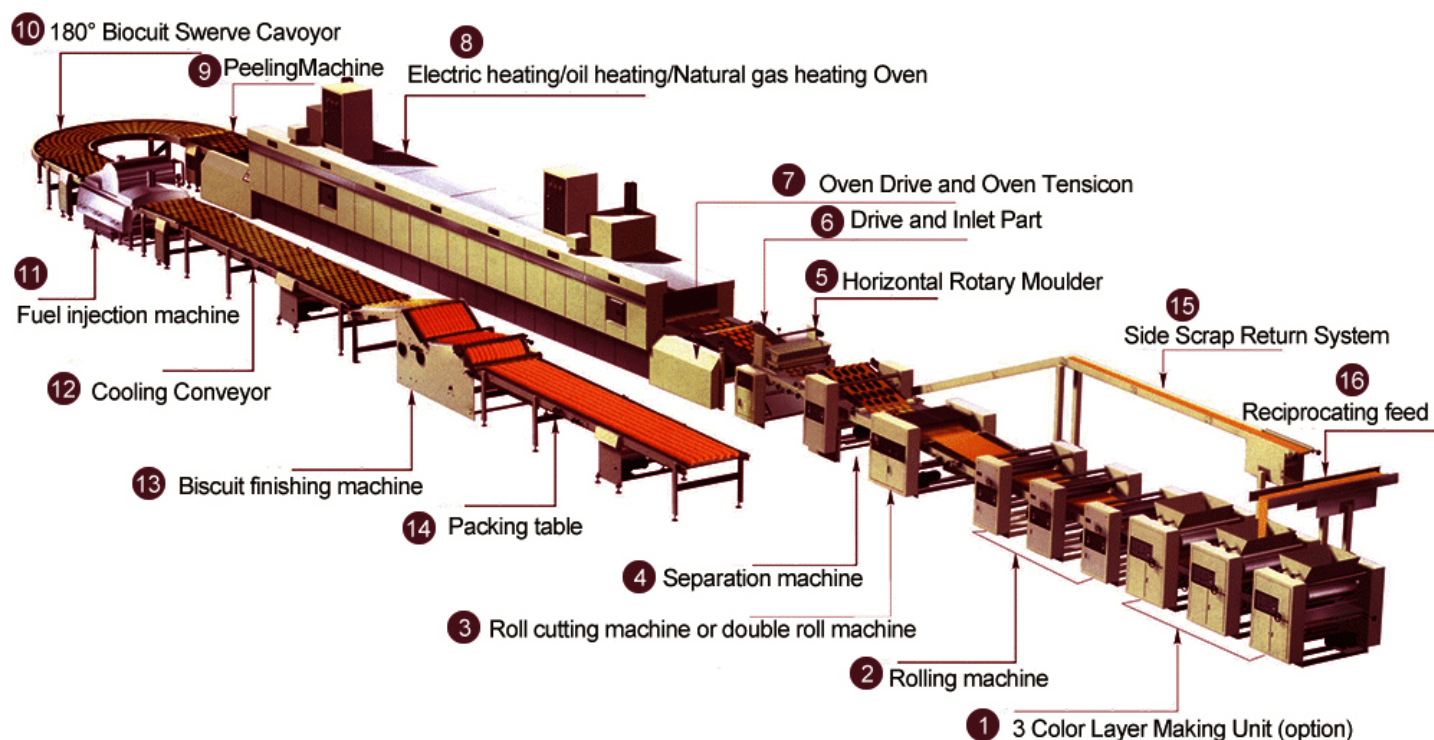 10 180° Biocuit Swerve Cavoyor
9 PeelingMachine
8
Electric heating/oil heating/Natural gas heating Oven
7 Oven Drive and Oven Tensicon
6 Drive and Inlet Part
5 Horizontal Rotary Moulder
15
Side Scrap Return System
16
Reciprocating feed
11
Fuel injection machine
12 Cooling Conveyor
13 Biscuit finishing machine
14 Packing table
4 Separation machine
3 Roll cutting machine or double roll machine
2 Rolling machine
1 3 Color Layer Making Unit (option)